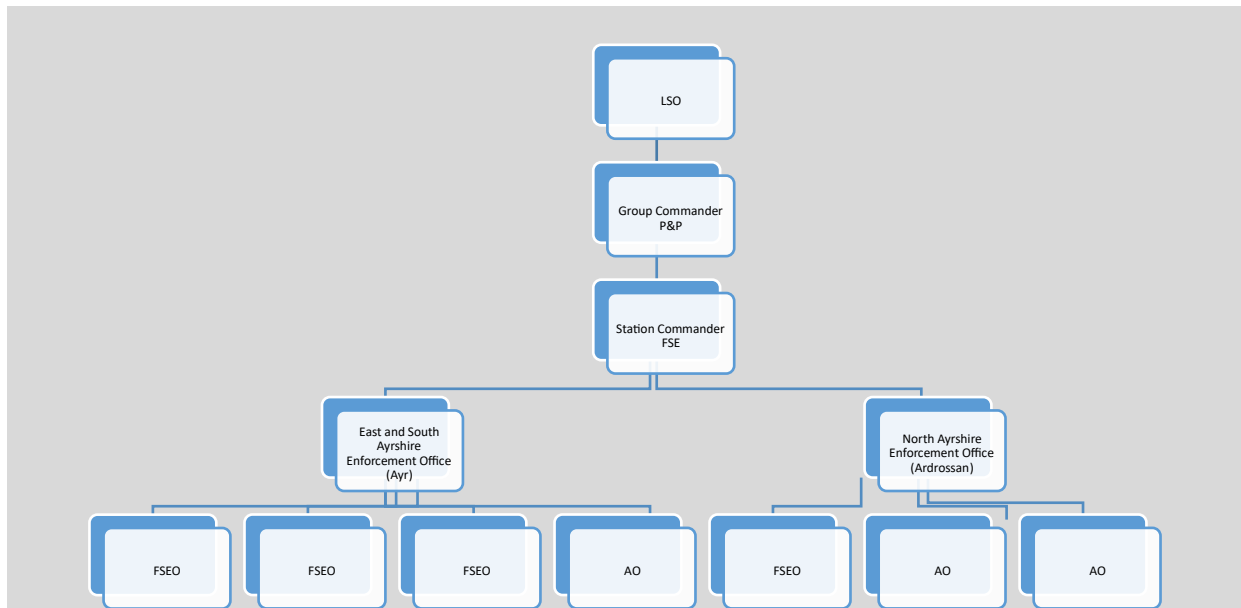 LSO
Group Commander
P&P
Station Commander
FSE
East and South
Ayrshire
Enforcement Office
(Ayr)
North Ayrshire
Enforcement Office
(Ardrossan)
FSEO
FSEO
FSEO
AO
FSEO
AO
AO